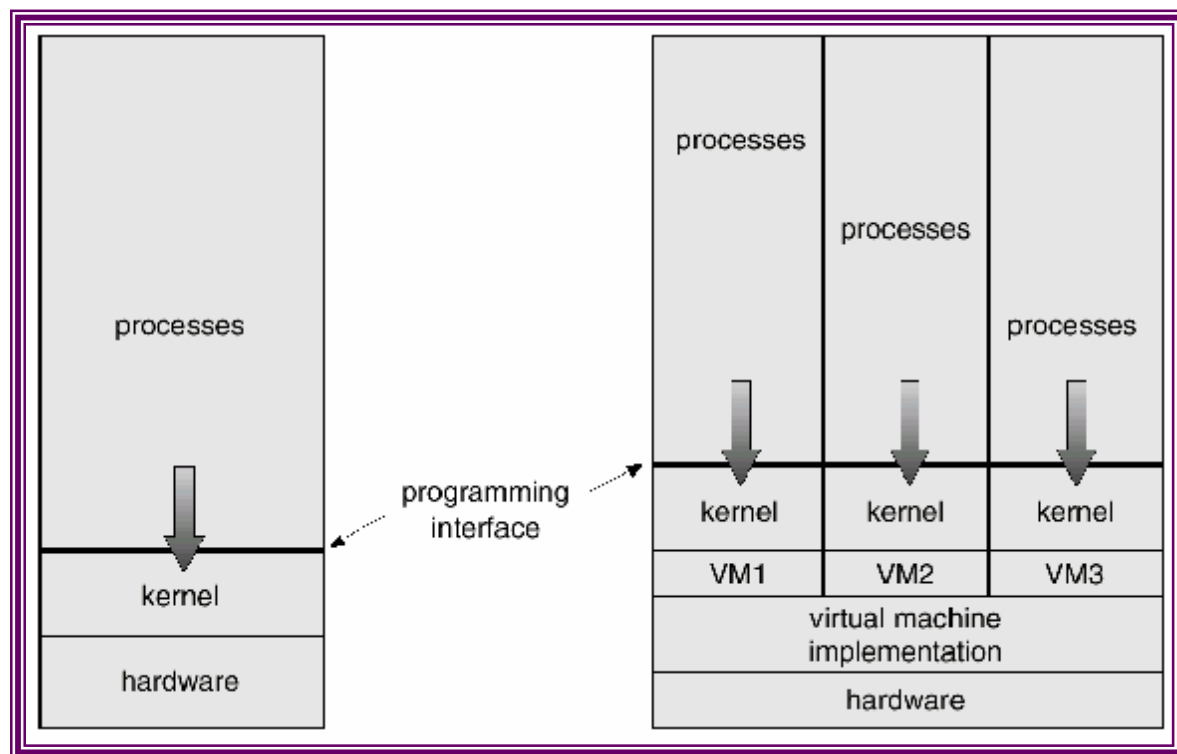 processes
kernel
hardware
programming
interface
processes
processes
processes
kernel
kernel
kernel
VM1
VM2
VM3
virtual machine
implementation
hardware